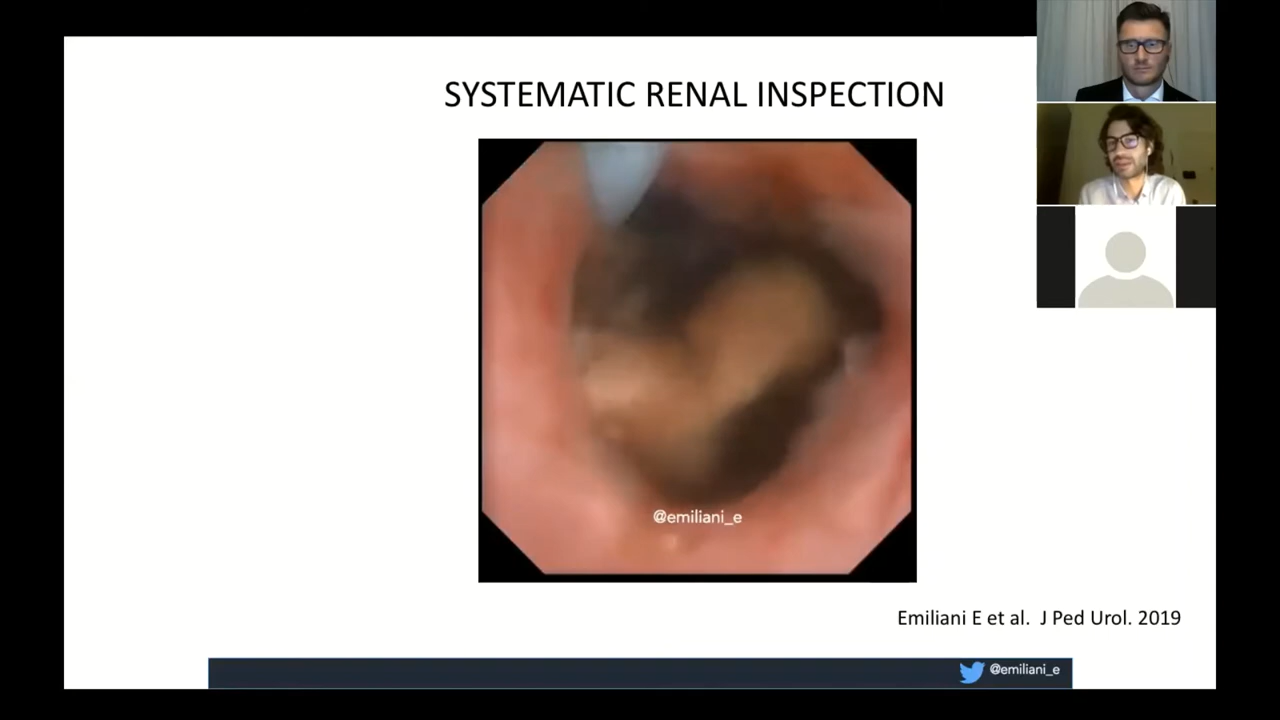 SYSTEMATIC RENAL INSPECTION
@emiliani_e
Emiliani E et al. J Ped Urol. 2019
@emiliani_e